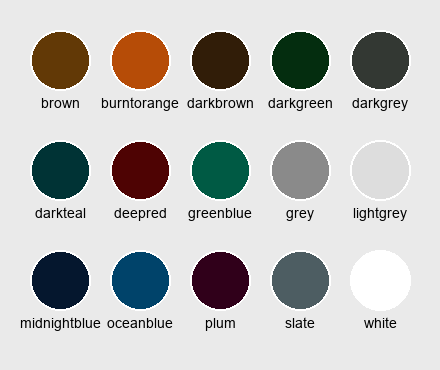 brown burntorange darkbrown darkgreen darkgrey
darkteal deepred greenblue grey lightgrey
midnightblue oceanblue plum slate white